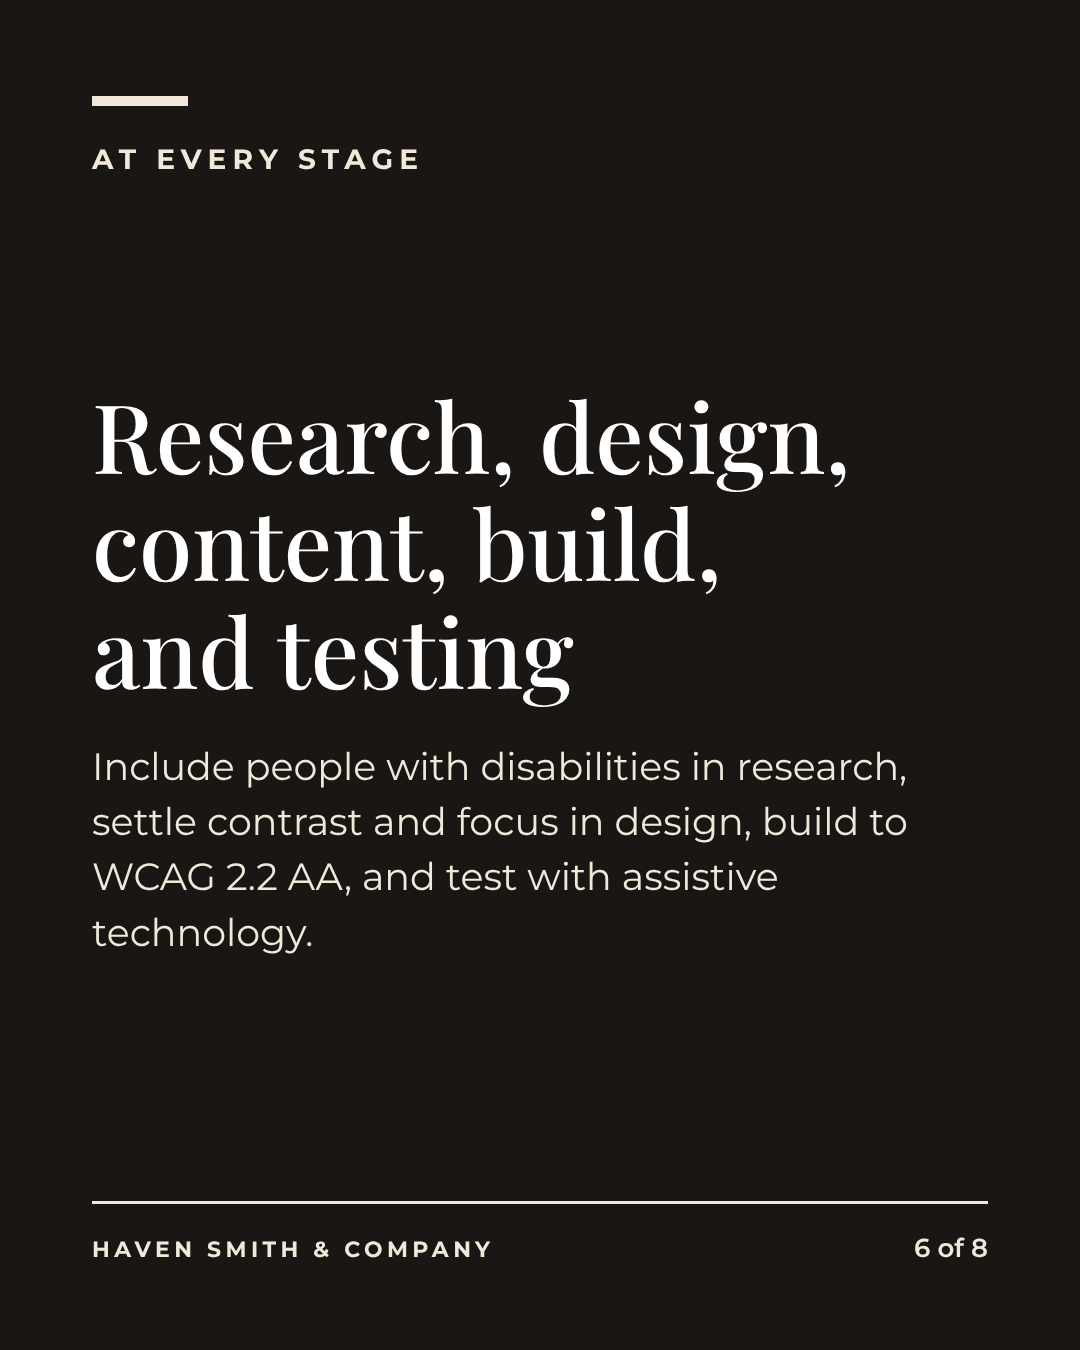 AT EVERY STAGE
Research, design,
content, build,
and testing
Include people with disabilities in research,
settle contrast and focus in design, build to
WCAG 2.2 AA, and test with assistive
technology.
HAVEN SMITH & COMPANY
6 of 8